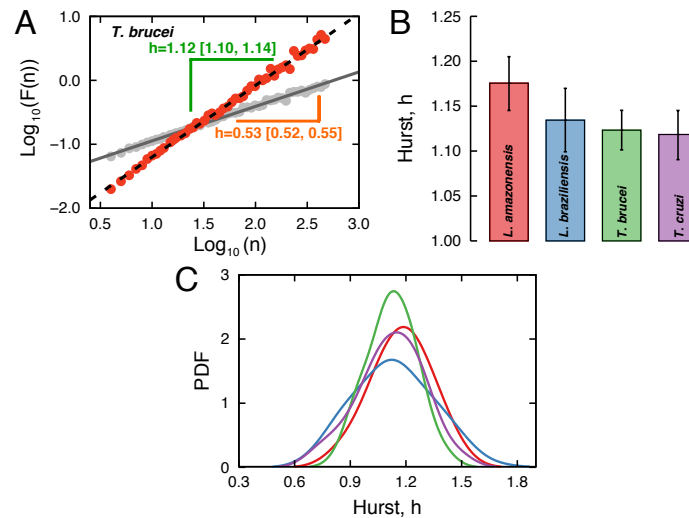 A
T. brucei
h=1.12 [1.10, 1.14]
h=0.53 [0.52, 0.55]
Log10(F(n))
1.0
0.0
−1.0
−2.0
0.5 1.0 1.5 2.0 2.5 3.0
Log10(n)
B
Hurst, h
1.25
1.20
1.15
1.10
1.05
1.00
L. amazonensis
L. braziliensis
T. brucei
T. cruzi
C
PDF
3
2
1
0
0.3 0.6 0.9 1.2 1.5 1.8
Hurst, h